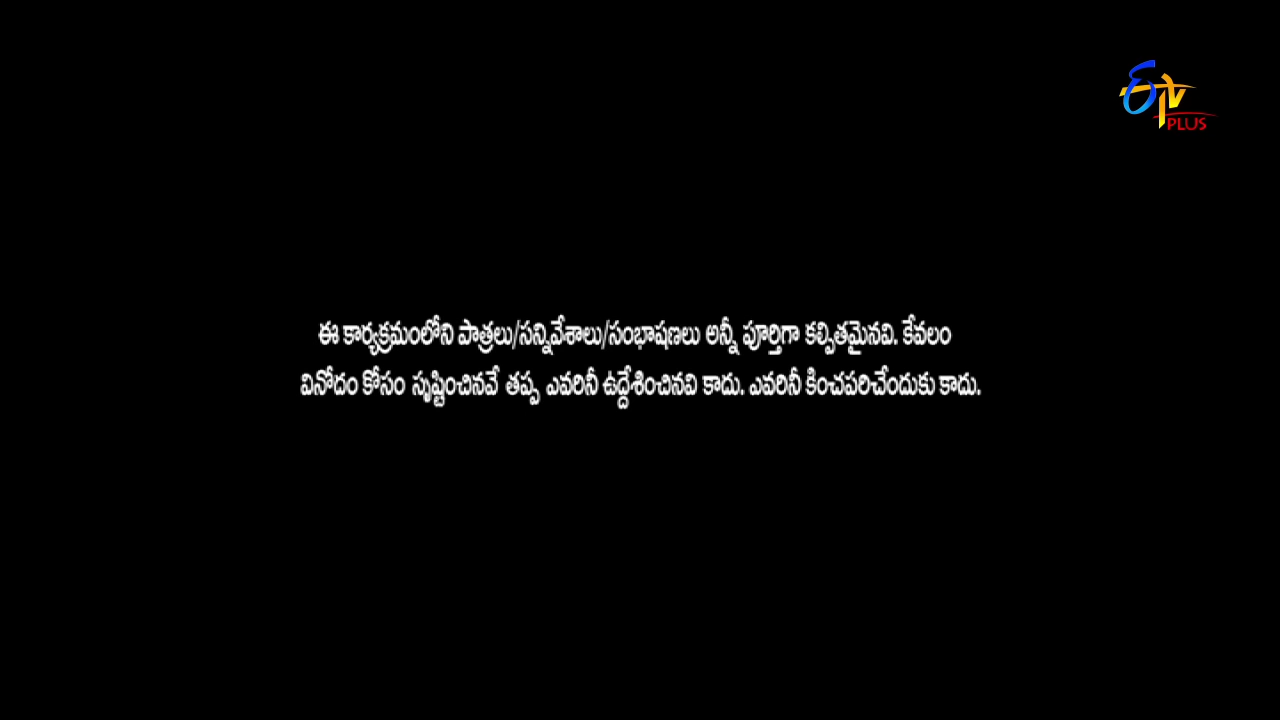 ETV
PLUS
ఈ కార్యక్రమంలోని పాత్రలు/సన్నివేశాలు/సంభాషణలు అన్నీ పూర్తిగా కల్పితమైనవి. కేవలం
వినోదం కోసం సృష్టించినవే తప్ప ఎవరినీ ఉద్దేశించినవి కాదు. ఎవరినీ కించపరిచేందుకు కాదు.